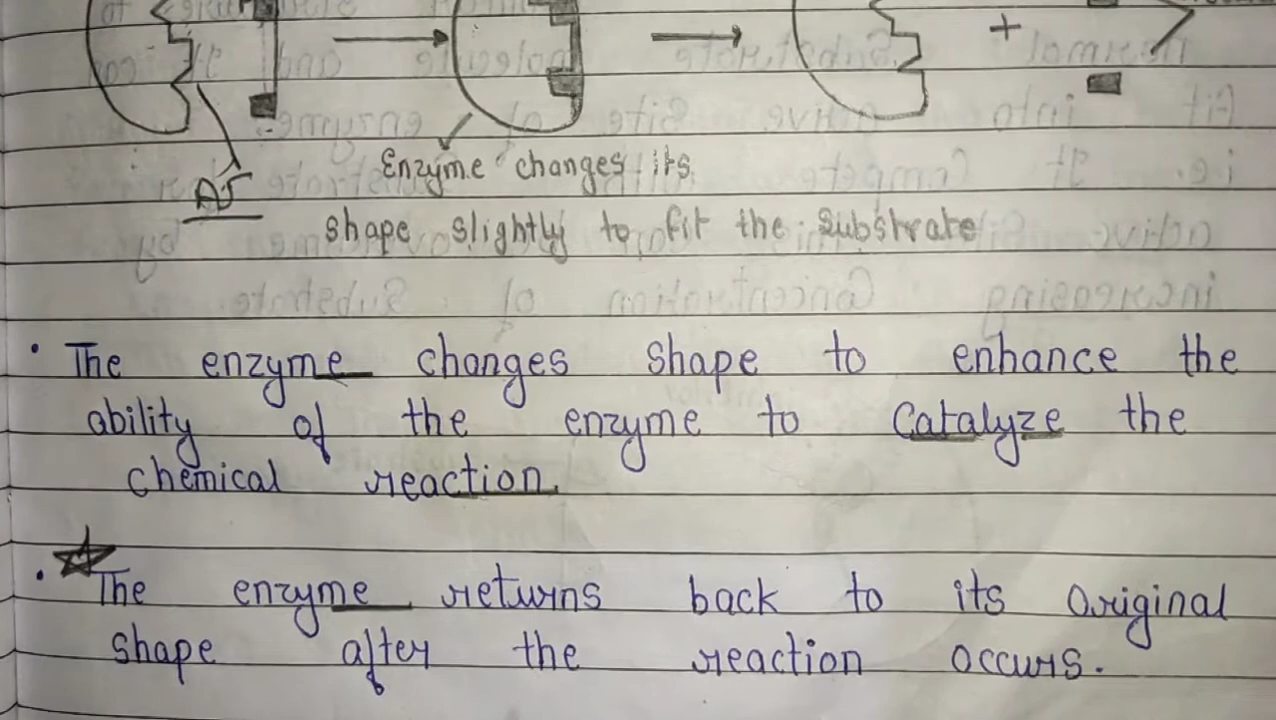 +
AS
Enzyme changes its
shape slightly to fit the substrate
• The enzyme changes shape to enhance the
ability of the enzyme to catalyze the
chemical reaction.
• The enzyme returns back to its original
shape after the reaction occurs.